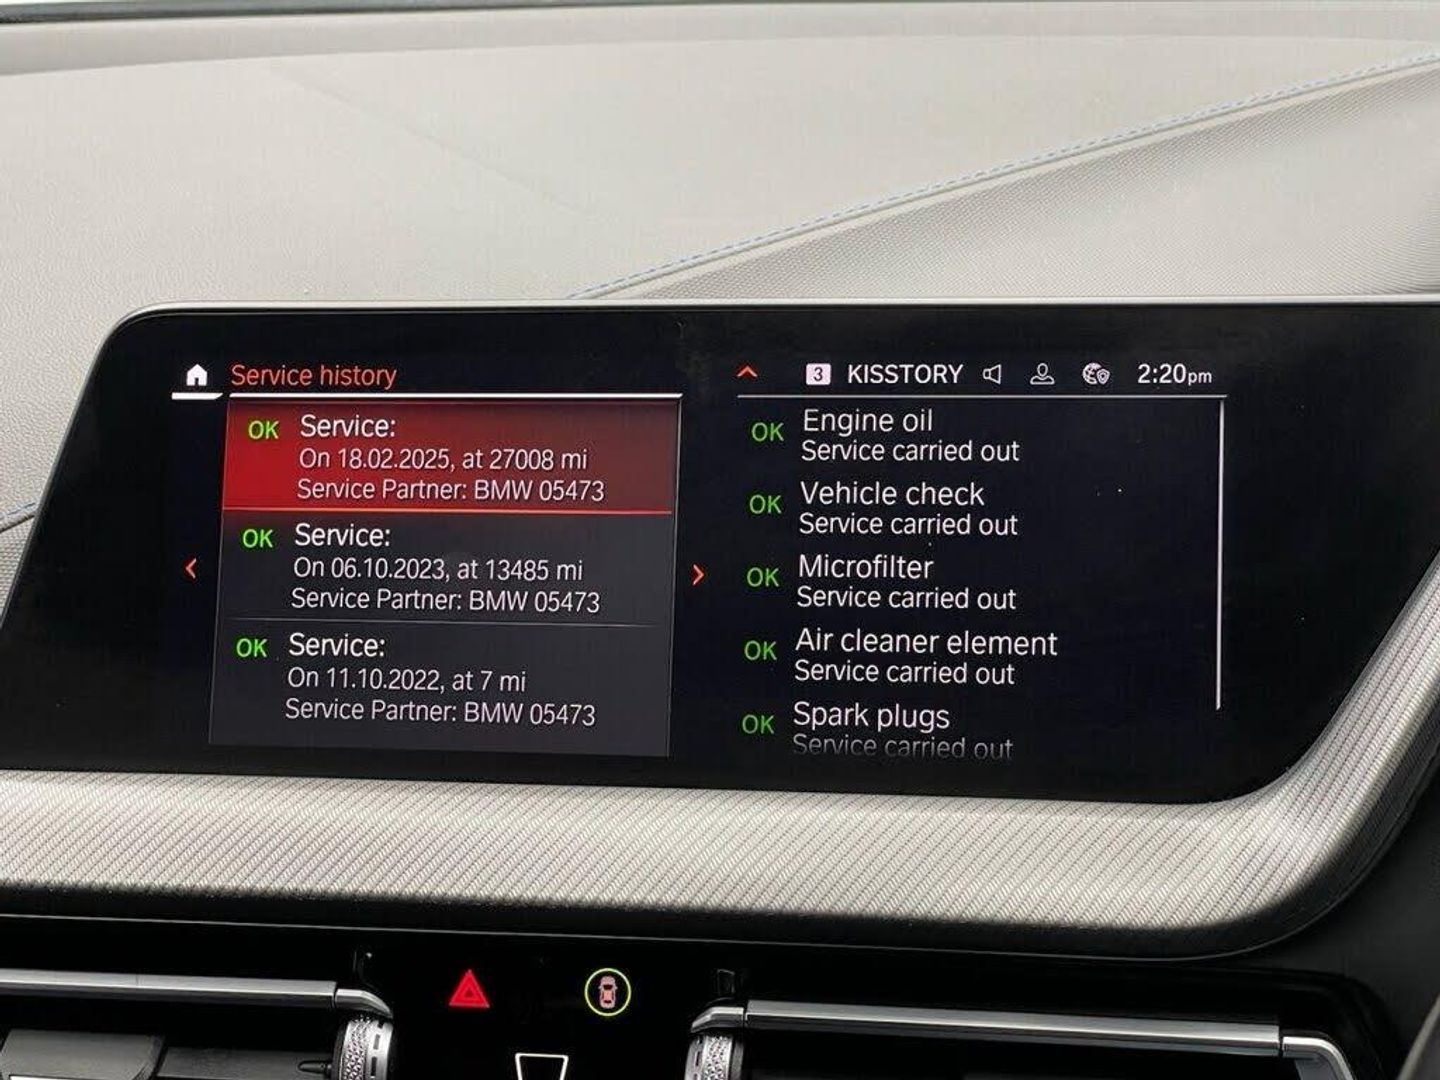 Service history
3 KISSTORY 2:20pm
OK Service:
On 18.02.2025, at 27008 mi
Service Partner: BMW 05473
OK Service:
On 06.10.2023, at 13485 mi
Service Partner: BMW 05473
OK Service:
On 11.10.2022, at 7 mi
Service Partner: BMW 05473
OK Engine oil
Service carried out
OK Vehicle check
Service carried out
OK Microfilter
Service carried out
OK Air cleaner element
Service carried out
OK Spark plugs
Service carried out